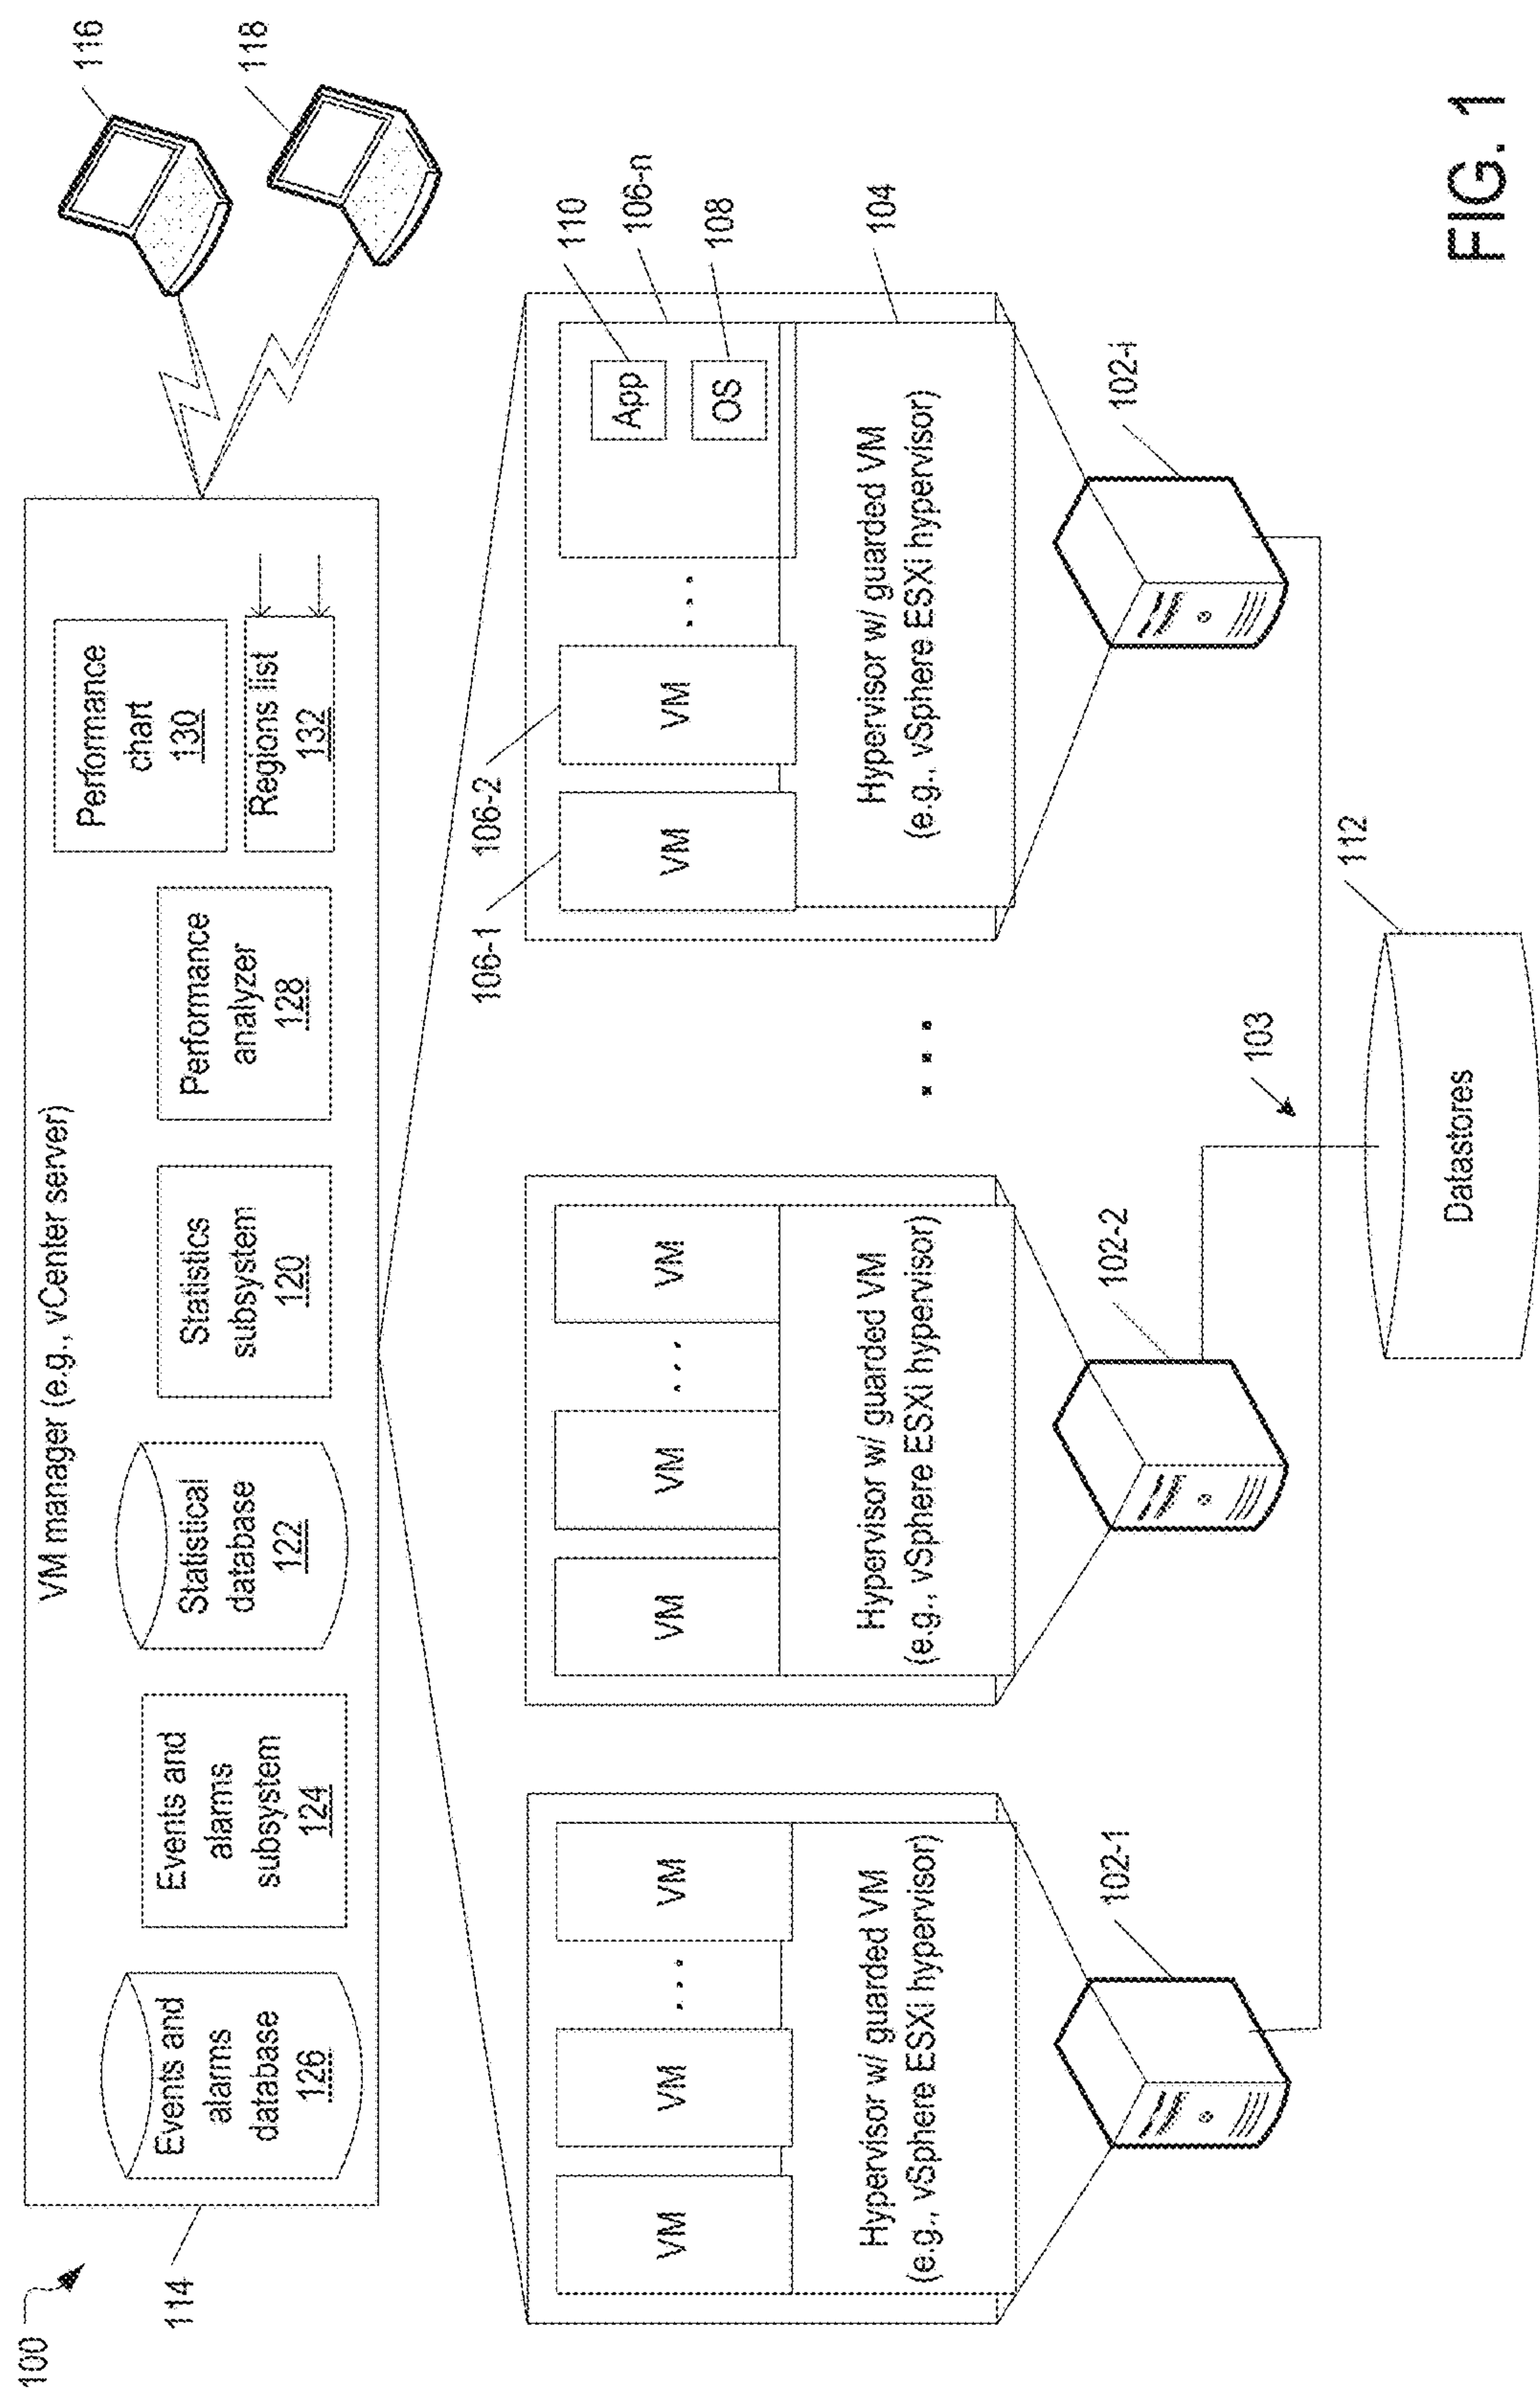 100
114
VM manager (e.g., vCenter server)
Events and
alarms
database
126
Events and
alarms
subsystem
124
Statistical
database
122
Statistics
subsystem
120
Performance
analyzer
128
Performance
chart
130
Regions list
132
116
118
VM
VM
...
VM
Hypervisor w/ guarded VM
(e.g., vSphere ESXi hypervisor)
102-1
VM
VM
...
VM
Hypervisor w/ guarded VM
(e.g., vSphere ESXi hypervisor)
102-2
...
106-1
106-2
VM
VM
...
App
OS
110
106-n
108
104
Hypervisor w/ guarded VM
(e.g., vSphere ESXi hypervisor)
102-i
103
112
Datastores
FIG. 1